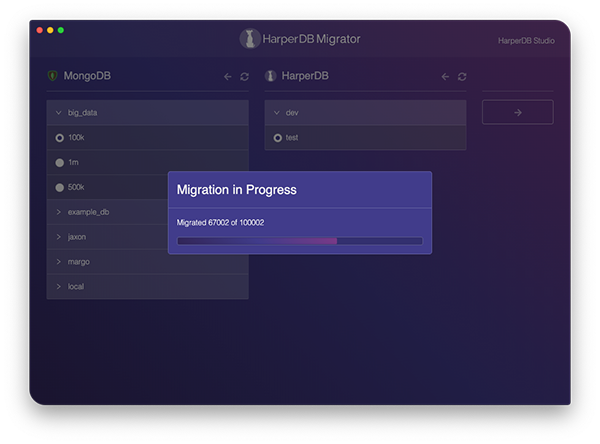 HarperDB Migrator
HarperDB Studio
MongoDB
big_data
100k
1m
500k
example_db
jaxon
margo
local
HarperDB
dev
test
Migration in Progress
Migrated 67002 of 100002